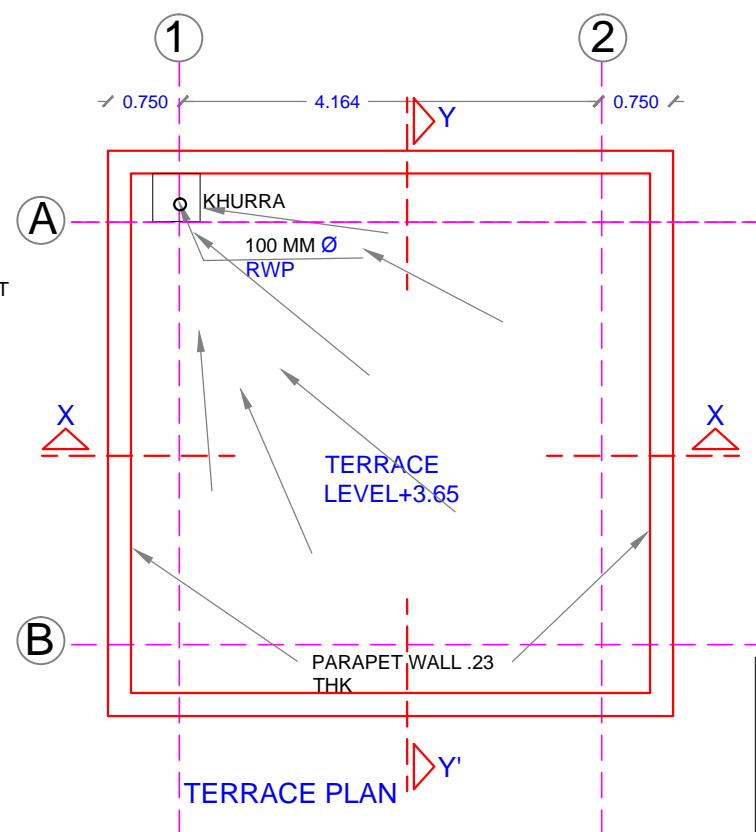 1
2
0.750
4.164
0.750
Y
KHURRA
A
100 MM Ø
RWP
T
X
X
TERRACE
LEVEL+3.65
B
PARAPET WALL .23
THK
Y'
TERRACE PLAN